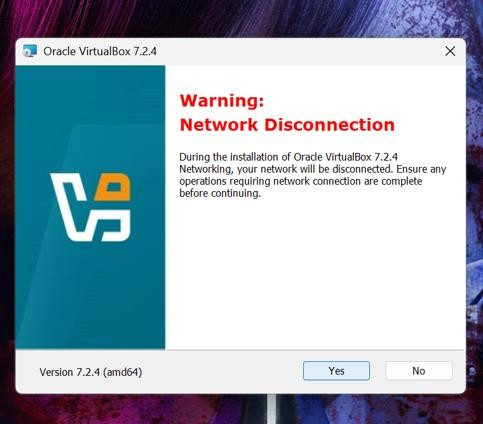 Oracle VirtualBox 7.2.4
Warning:
Network Disconnection
During the installation of Oracle VirtualBox 7.2.4
Networking, your network will be disconnected. Ensure any
operations requiring network connection are complete
before continuing.
Version 7.2.4 (amd64)
Yes
No